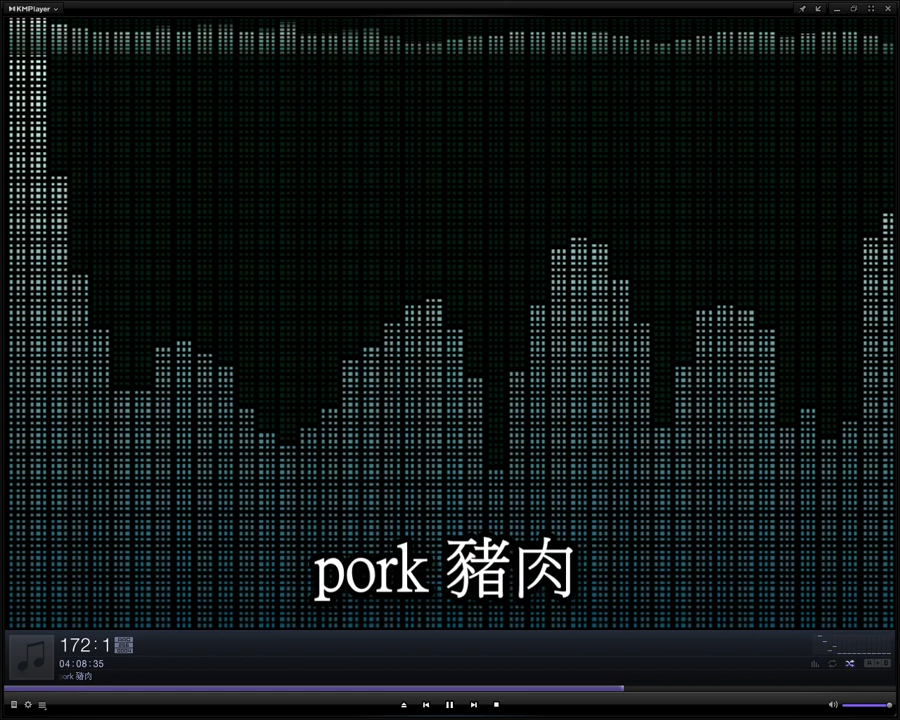 KMPlayer
pork 豬肉
172:1
04:08:35
pork 豬肉
A B